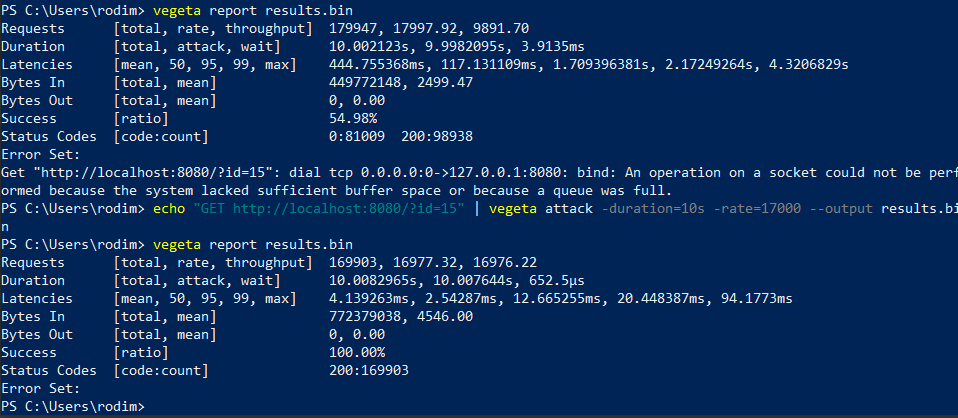 PS C:\Users\rodim> vegeta report results.bin
Requests      [total, rate, throughput]  179947, 17997.92, 9891.70
Duration      [total, attack, wait]      10.002123s, 9.9982095s, 3.9135ms
Latencies     [mean, 50, 95, 99, max]    444.755368ms, 117.131109ms, 1.709396381s, 2.17249264s, 4.3206829s
Bytes In      [total, mean]              449772148, 2499.47
Bytes Out     [total, mean]              0, 0.00
Success       [ratio]                    54.98%
Status Codes  [code:count]               0:81009  200:98938
Error Set:
Get "http://localhost:8080/?id=15": dial tcp 0.0.0.0:0->127.0.0.1:8080: bind: An operation on a socket could not be perf
ormed because the system lacked sufficient buffer space or because a queue was full.
PS C:\Users\rodim> echo "GET http://localhost:8080/?id=15" | vegeta attack -duration=10s -rate=17000 --output results.bi
n
PS C:\Users\rodim> vegeta report results.bin
Requests      [total, rate, throughput]  169903, 16977.32, 16976.22
Duration      [total, attack, wait]      10.0082965s, 10.007644s, 652.5µs
Latencies     [mean, 50, 95, 99, max]    4.139263ms, 2.54287ms, 12.665255ms, 20.448387ms, 94.1773ms
Bytes In      [total, mean]              772379038, 4546.00
Bytes Out     [total, mean]              0, 0.00
Success       [ratio]                    100.00%
Status Codes  [code:count]               200:169903
Error Set:
PS C:\Users\rodim>